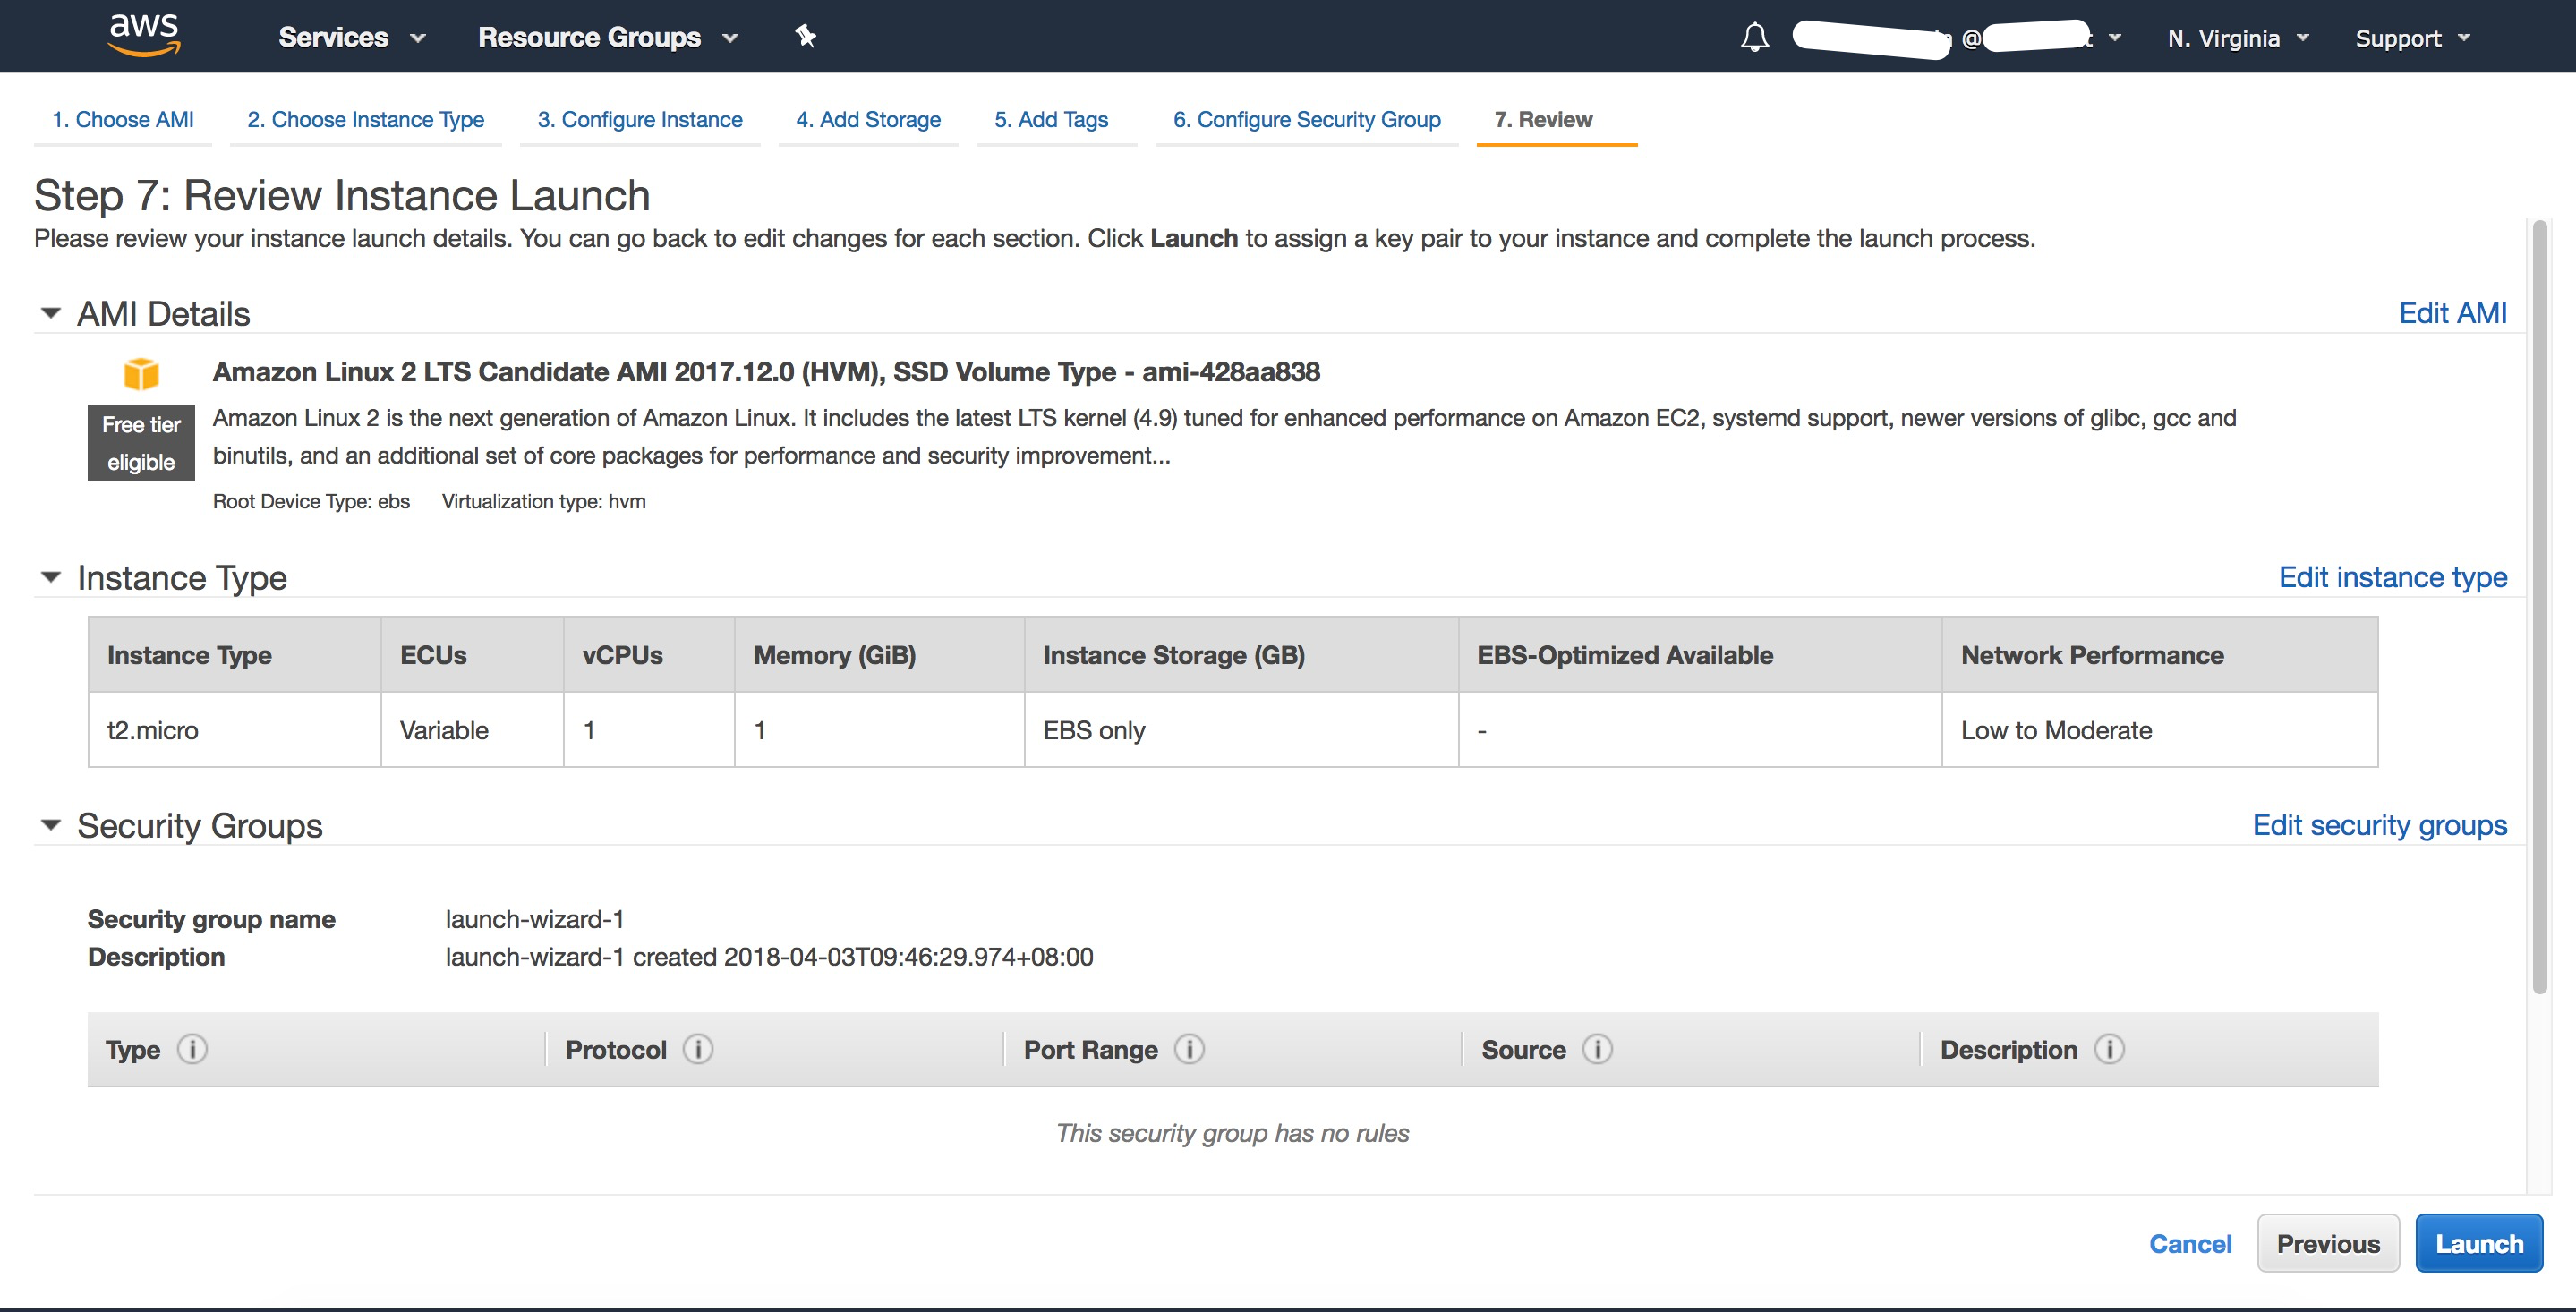 aws Services Resource Groups @ N. Virginia Support
1. Choose AMI 2. Choose Instance Type 3. Configure Instance 4. Add Storage 5. Add Tags 6. Configure Security Group 7. Review
Step 7: Review Instance Launch
Please review your instance launch details. You can go back to edit changes for each section. Click Launch to assign a key pair to your instance and complete the launch process.
AMI Details Edit AMI
Amazon Linux 2 LTS Candidate AMI 2017.12.0 (HVM), SSD Volume Type - ami-428aa838
Free tier
eligible
Amazon Linux 2 is the next generation of Amazon Linux. It includes the latest LTS kernel (4.9) tuned for enhanced performance on Amazon EC2, systemd support, newer versions of glibc, gcc and
binutils, and an additional set of core packages for performance and security improvement...
Root Device Type: ebs Virtualization type: hvm
Instance Type Edit instance type
Instance Type ECUs vCPUs Memory (GiB) Instance Storage (GB) EBS-Optimized Available Network Performance
t2.micro Variable 1 1 EBS only - Low to Moderate
Security Groups Edit security groups
Security group name launch-wizard-1
Description launch-wizard-1 created 2018-04-03T09:46:29.974+08:00
Type Protocol Port Range Source Description
This security group has no rules
Cancel Previous Launch